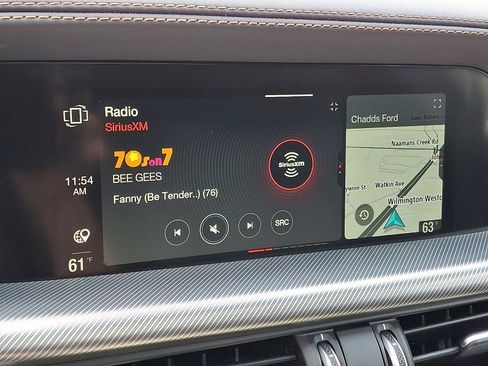 Radio
SiriusXM
70s on 7
BEE GEES
Fanny (Be Tender..) (76)
SiriusXM
SRC
11:54
AM
61 °F
Chadds Ford
Naamans Creek Rd
Watkin Ave
Wilmington Westc
63